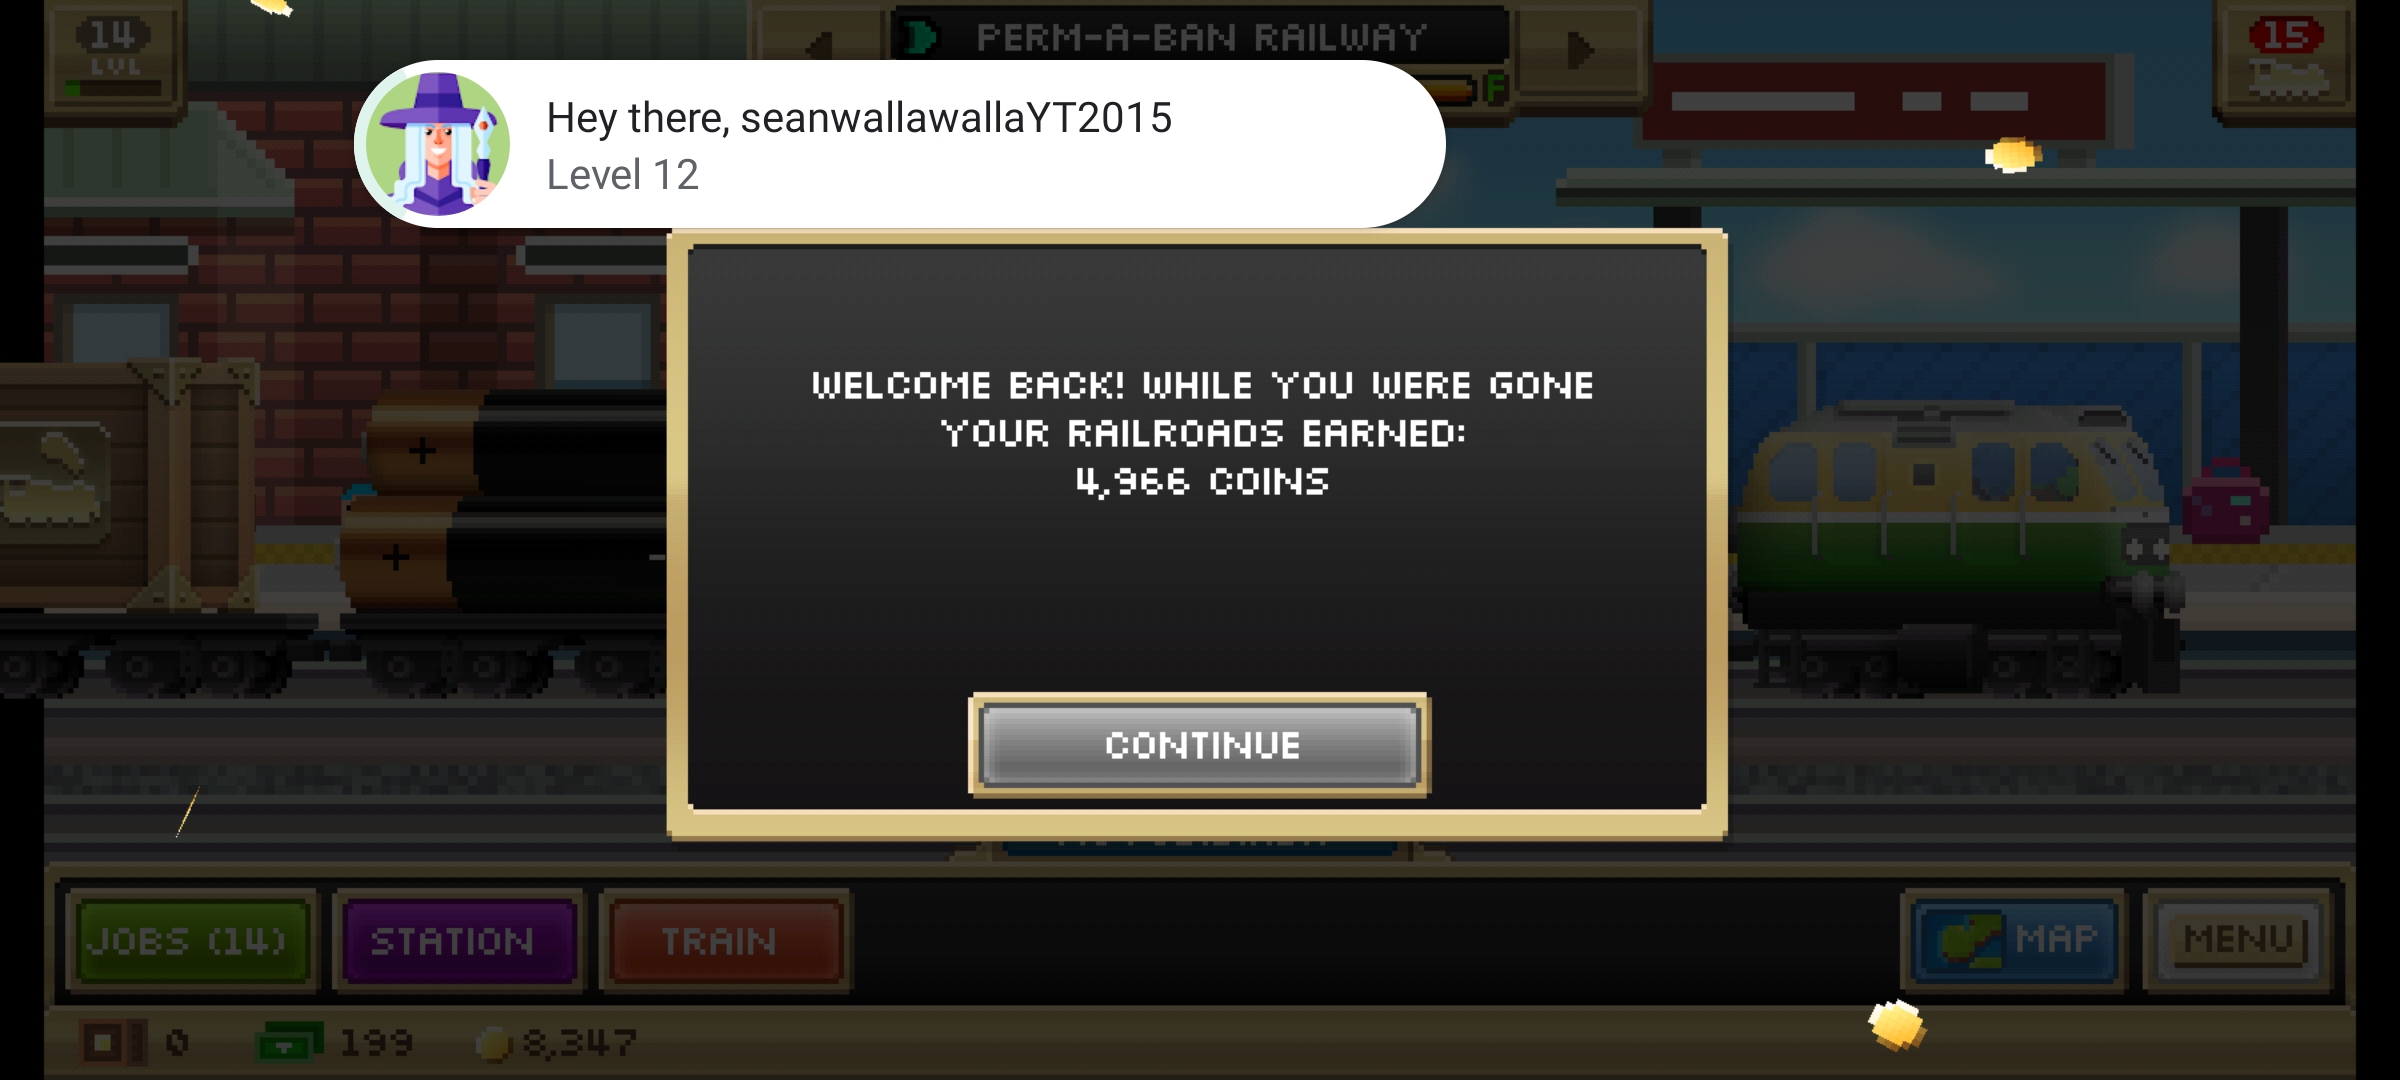 14
LVL
PERM-A-BAN RAILWAY
F
15
Hey there, seanwallawallaYT2015
Level 12
WELCOME BACK! WHILE YOU WERE GONE
YOUR RAILROADS EARNED:
4,966 COINS
CONTINUE
+
+
-
JOBS (14)
STATION
TRAIN
MAP
MENU
0
199
8,347